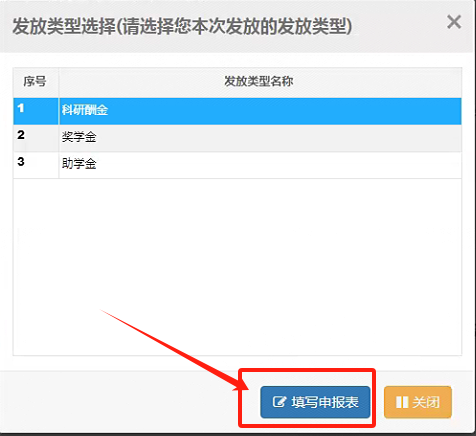 发放类型选择(请选择您本次发放的发放类型)
×
序号 发放类型名称
1 科研酬金
2 奖学金
3 助学金
填写申报表 关闭